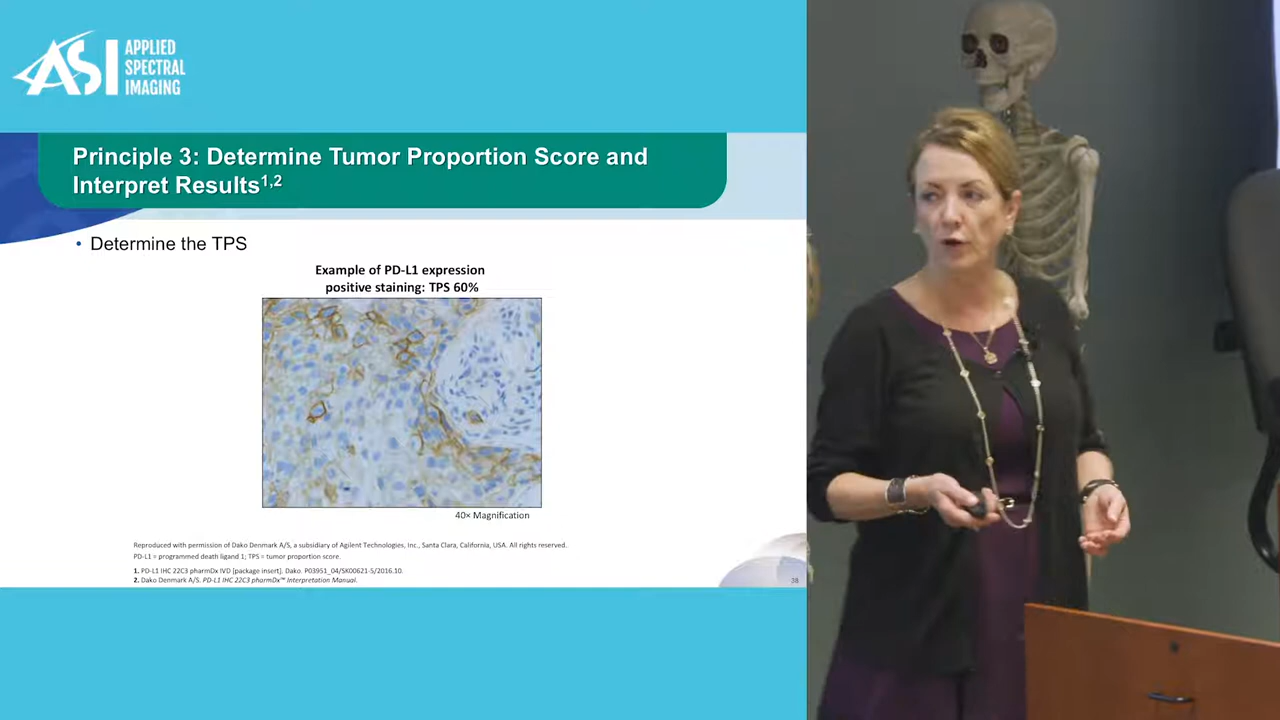 ASI
APPLIED
SPECTRAL
IMAGING
Principle 3: Determine Tumor Proportion Score and
Interpret Results1,2
• Determine the TPS
Example of PD-L1 expression
positive staining: TPS 60%
40× Magnification
Reproduced with permission of Dako Denmark A/S, a subsidiary of Agilent Technologies, Inc., Santa Clara, California, USA. All rights reserved.
PD-L1 = programmed death ligand 1; TPS = tumor proportion score.
1. PD-L1 IHC 22C3 pharmDx IVD [package insert]. Dako. P03951_04/SK00621-5/2016.10.
2. Dako Denmark A/S. PD-L1 IHC 22C3 pharmDx™ Interpretation Manual.
38